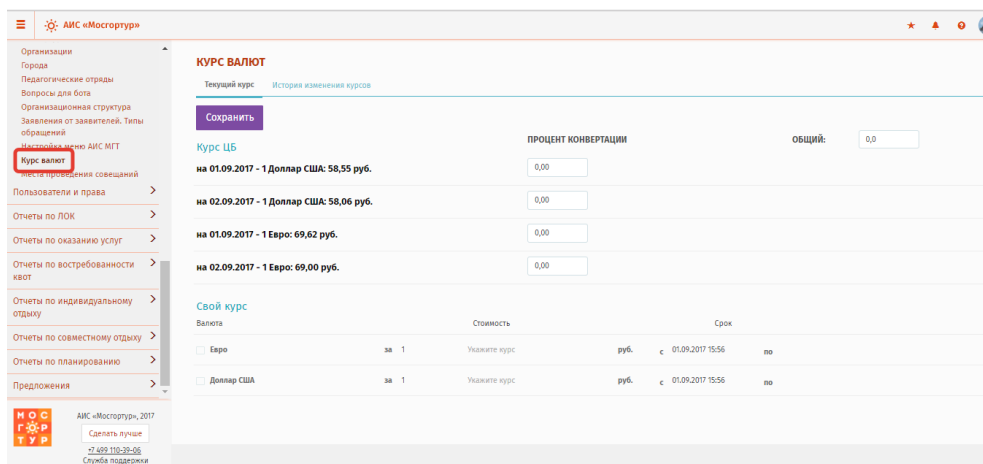 АИС «Мосгортур»
Организации
Города
Педагогические отряды
Вопросы для бота
Организационная структура
Заявления от заявителей. Типы
обращений
Настройка меню АИС МГТ
Курс валют
Места проведения совещаний
Пользователи и права
Отчеты по ЛОК
Отчеты по оказанию услуг
Отчеты по востребованности
квот
Отчеты по индивидуальному
отдыху
Отчеты по совместному отдыху
Отчеты по планированию
Предложения
МОС
ГОР
ТУР
АИС «Мосгортур», 2017
Сделать лучше
+7 499 110-39-06
Служба поддержки
КУРС ВАЛЮТ
Текущий курс История изменения курсов
Сохранить
Курс ЦБ ПРОЦЕНТ КОНВЕРТАЦИИ ОБЩИЙ: 0,0
на 01.09.2017 - 1 Доллар США: 58,55 руб. 0,00
на 02.09.2017 - 1 Доллар США: 58,06 руб. 0,00
на 01.09.2017 - 1 Евро: 69,62 руб. 0,00
на 02.09.2017 - 1 Евро: 69,00 руб. 0,00
Свой курс
Валюта Стоимость Срок
Евро за 1 Укажите курс руб. с 01.09.2017 15:56 по
Доллар США за 1 Укажите курс руб. с 01.09.2017 15:56 по